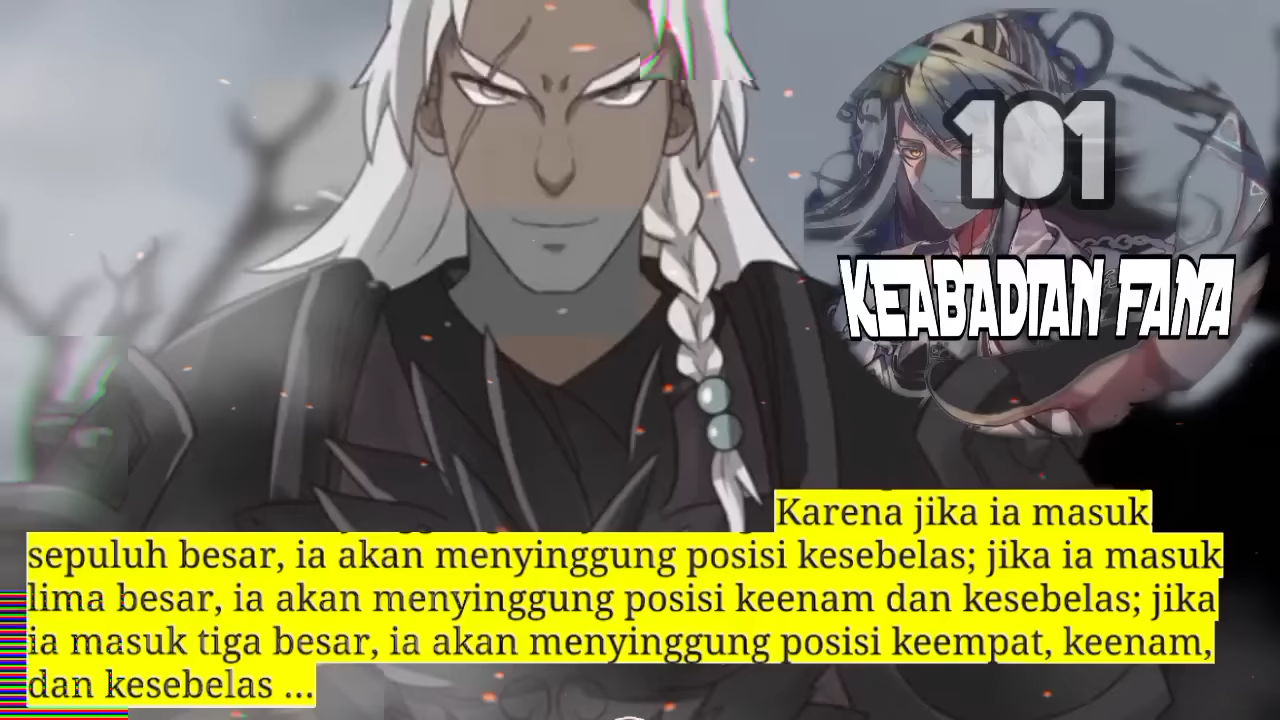 101
KEABADIAN FANA
Karena jika ia masuk
sepuluh besar, ia akan menyinggung posisi kesebelas; jika ia masuk
lima besar, ia akan menyinggung posisi keenam dan kesebelas; jika
ia masuk tiga besar, ia akan menyinggung posisi keempat, keenam,
dan kesebelas ...